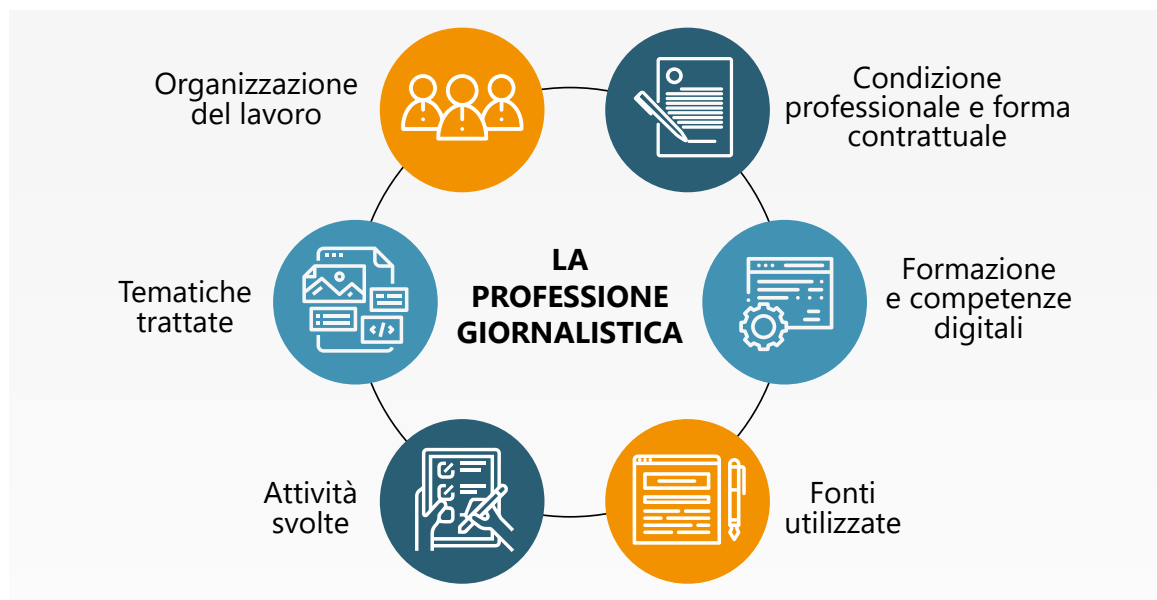 Organizzazione
del lavoro
Condizione
professionale e forma
contrattuale
Tematiche
trattate
LA
PROFESSIONE
GIORNALISTICA
Formazione
e competenze
digitali
Attività
svolte
Fonti
utilizzate